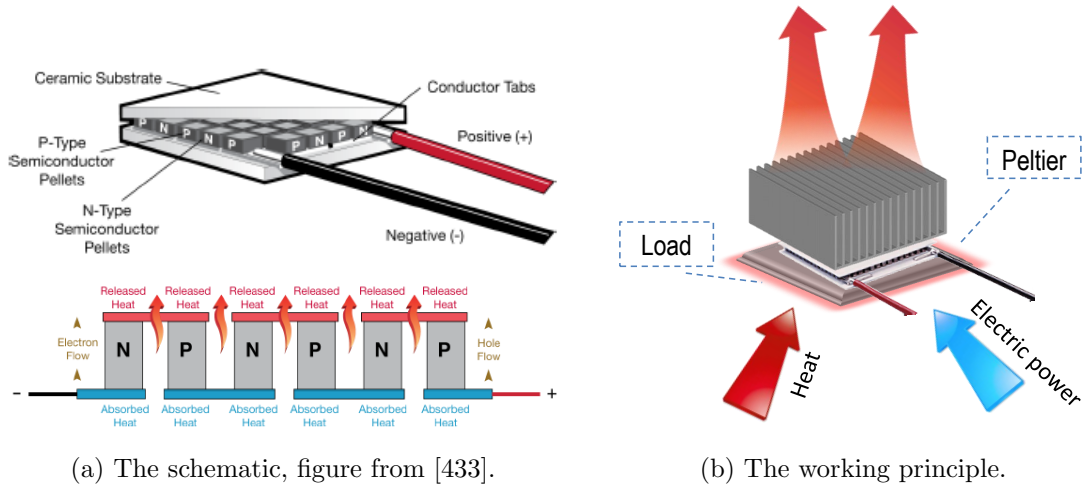 Ceramic Substrate
Conductor Tabs
P N P N P P N P N
Positive (+)
P-Type
Semiconductor
Pellets
N-Type
Semiconductor
Pellets
Negative (-)
Released Heat Released Heat Released Heat Released Heat Released Heat Released Heat
Electron Flow
N P N P N P
Hole Flow
- +
Absorbed Heat Absorbed Heat Absorbed Heat Absorbed Heat Absorbed Heat Absorbed Heat
(a) The schematic, figure from [433].
Peltier
Load
Heat
Electric power
(b) The working principle.